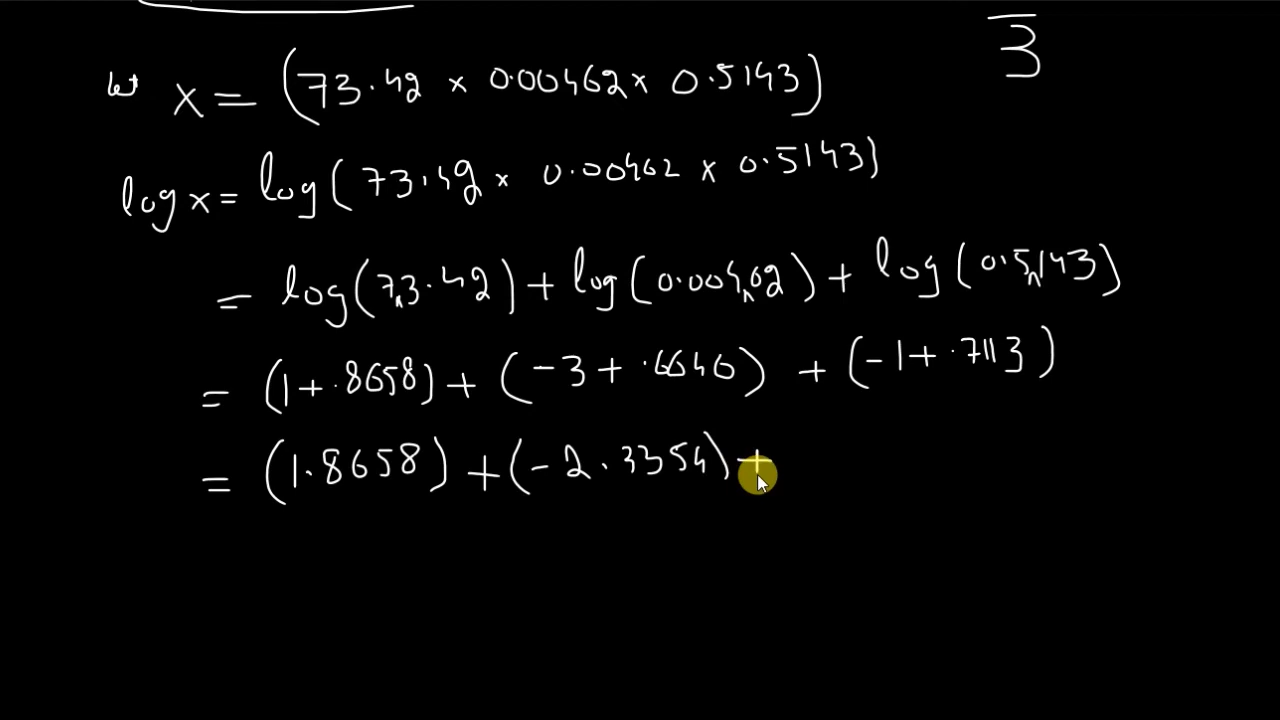 3̅
let x = (73.42 × 0.00462 × 0.5143)
log x = log(73.42 × 0.00462 × 0.5143)
= log(73.42) + log(0.00462) + log(0.5143)
= (1+.8658) + (-3+.6646) + (-1+.7113)
= (1.8658) + (-2.3354) +